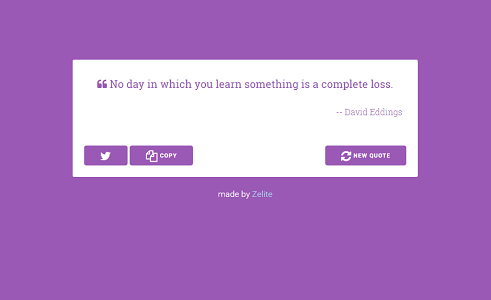 ❝ No day in which you learn something is a complete loss.
-- David Eddings
COPY
NEW QUOTE
made by Zelite